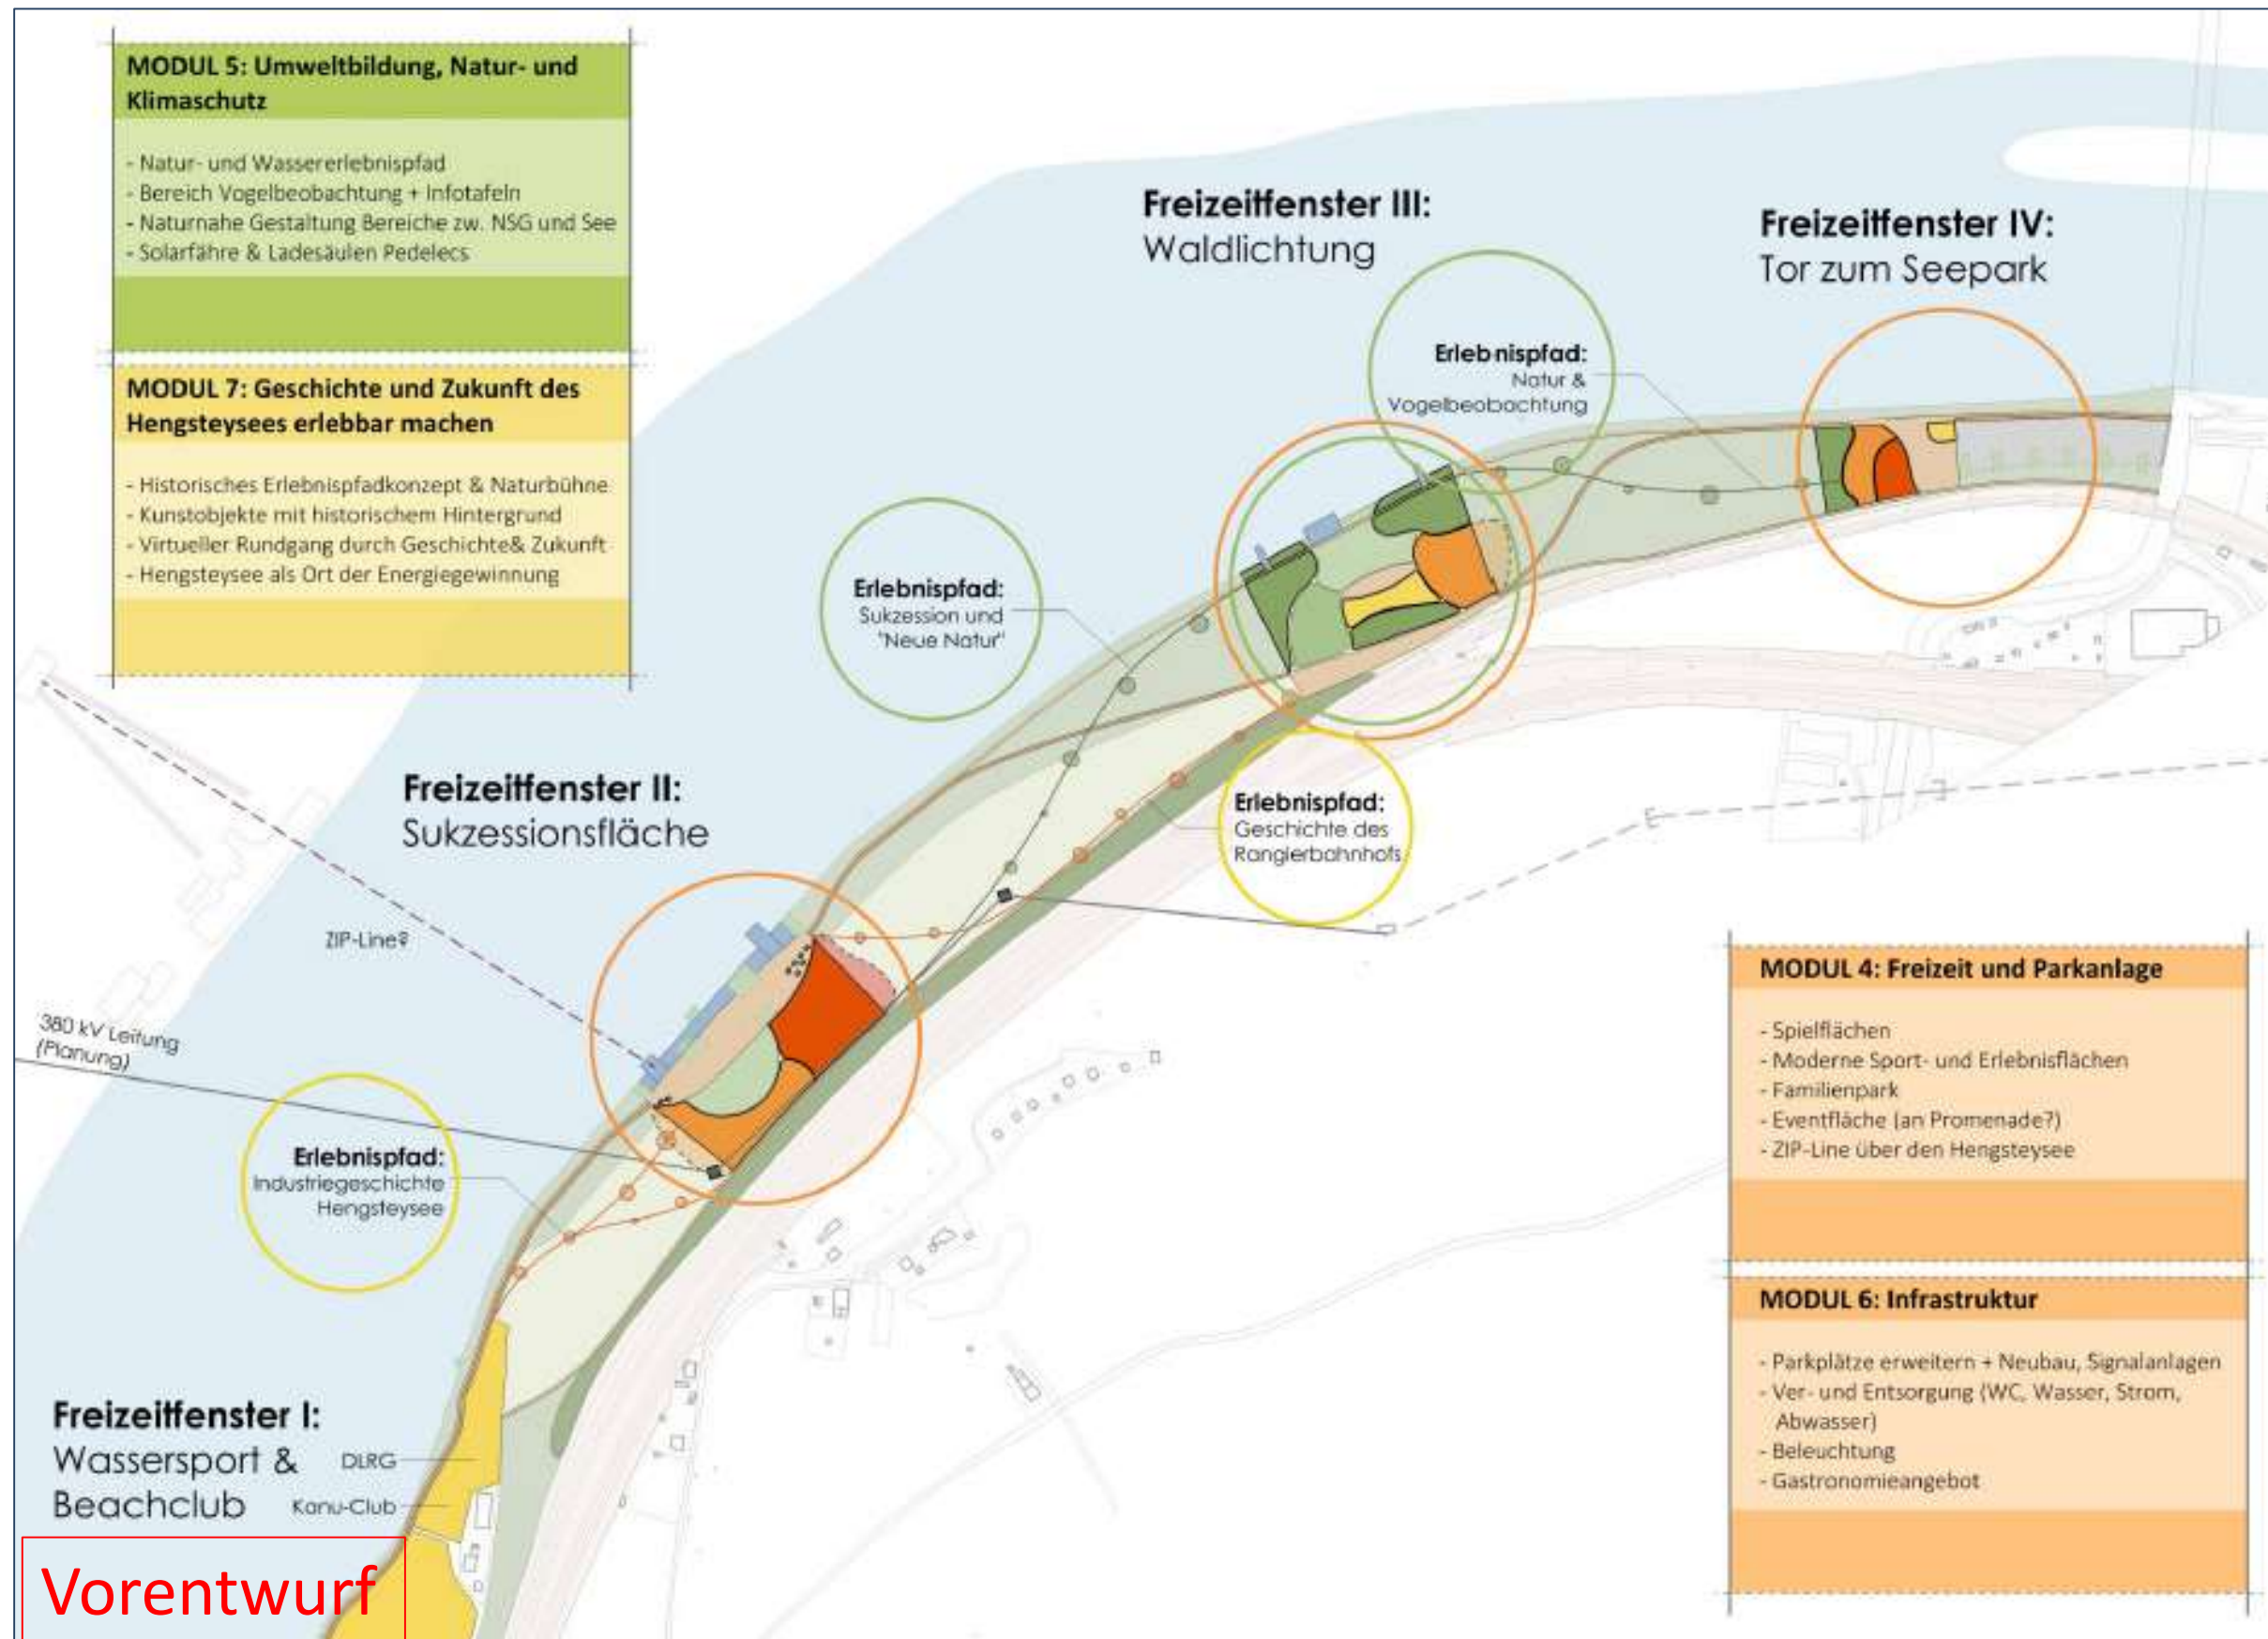 MODUL 5: Umweltbildung, Natur- und
Klimaschutz
- Natur- und Wassererlebnispfad
- Bereich Vogelbeobachtung + Infotafeln
- Naturnahe Gestaltung Bereiche zw. NSG und See
- Solarfähre & Ladesäulen Pedelecs
MODUL 7: Geschichte und Zukunft des
Hengsteysees erlebbar machen
- Historisches Erlebnispfadkonzept & Naturbühne
- Kunstobjekte mit historischem Hintergrund
- Virtueller Rundgang durch Geschichte& Zukunft
- Hengsteysee als Ort der Energiegewinnung
Freizeitfenster III:
Waldlichtung
Freizeitfenster IV:
Tor zum Seepark
Erlebnispfad:
Natur &
Vogelbeobachtung
Erlebnispfad:
Sukzession und
"Neue Natur"
Freizeitfenster II:
Sukzessionsfläche
Erlebnispfad:
Geschichte des
Rangierbahnhofs
ZIP-Line?
380 kV Leitung
(Planung)
Erlebnispfad:
Industriegeschichte
Hengsteysee
MODUL 4: Freizeit und Parkanlage
- Spielflächen
- Moderne Sport- und Erlebnisflächen
- Familienpark
- Eventfläche (an Promenade?)
- ZIP-Line über den Hengsteysee
MODUL 6: Infrastruktur
- Parkplätze erweitern + Neubau, Signalanlagen
- Ver- und Entsorgung (WC, Wasser, Strom,
Abwasser)
- Beleuchtung
- Gastronomieangebot
Freizeitfenster I:
Wassersport &
Beachclub
DLRG
Kanu-Club
Vorentwurf